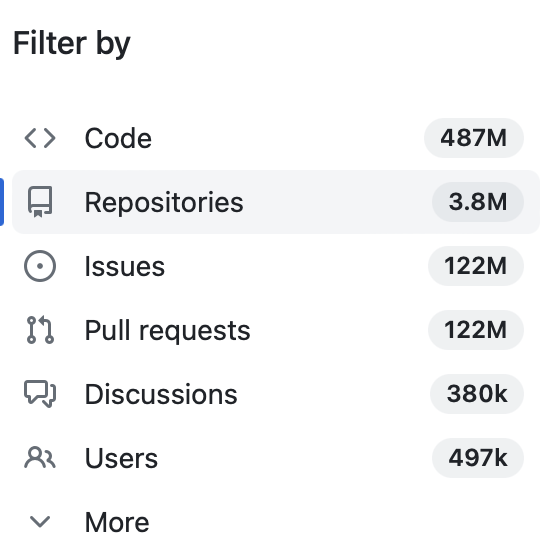 Filter by
Code 487M
Repositories 3.8M
Issues 122M
Pull requests 122M
Discussions 380k
Users 497k
More